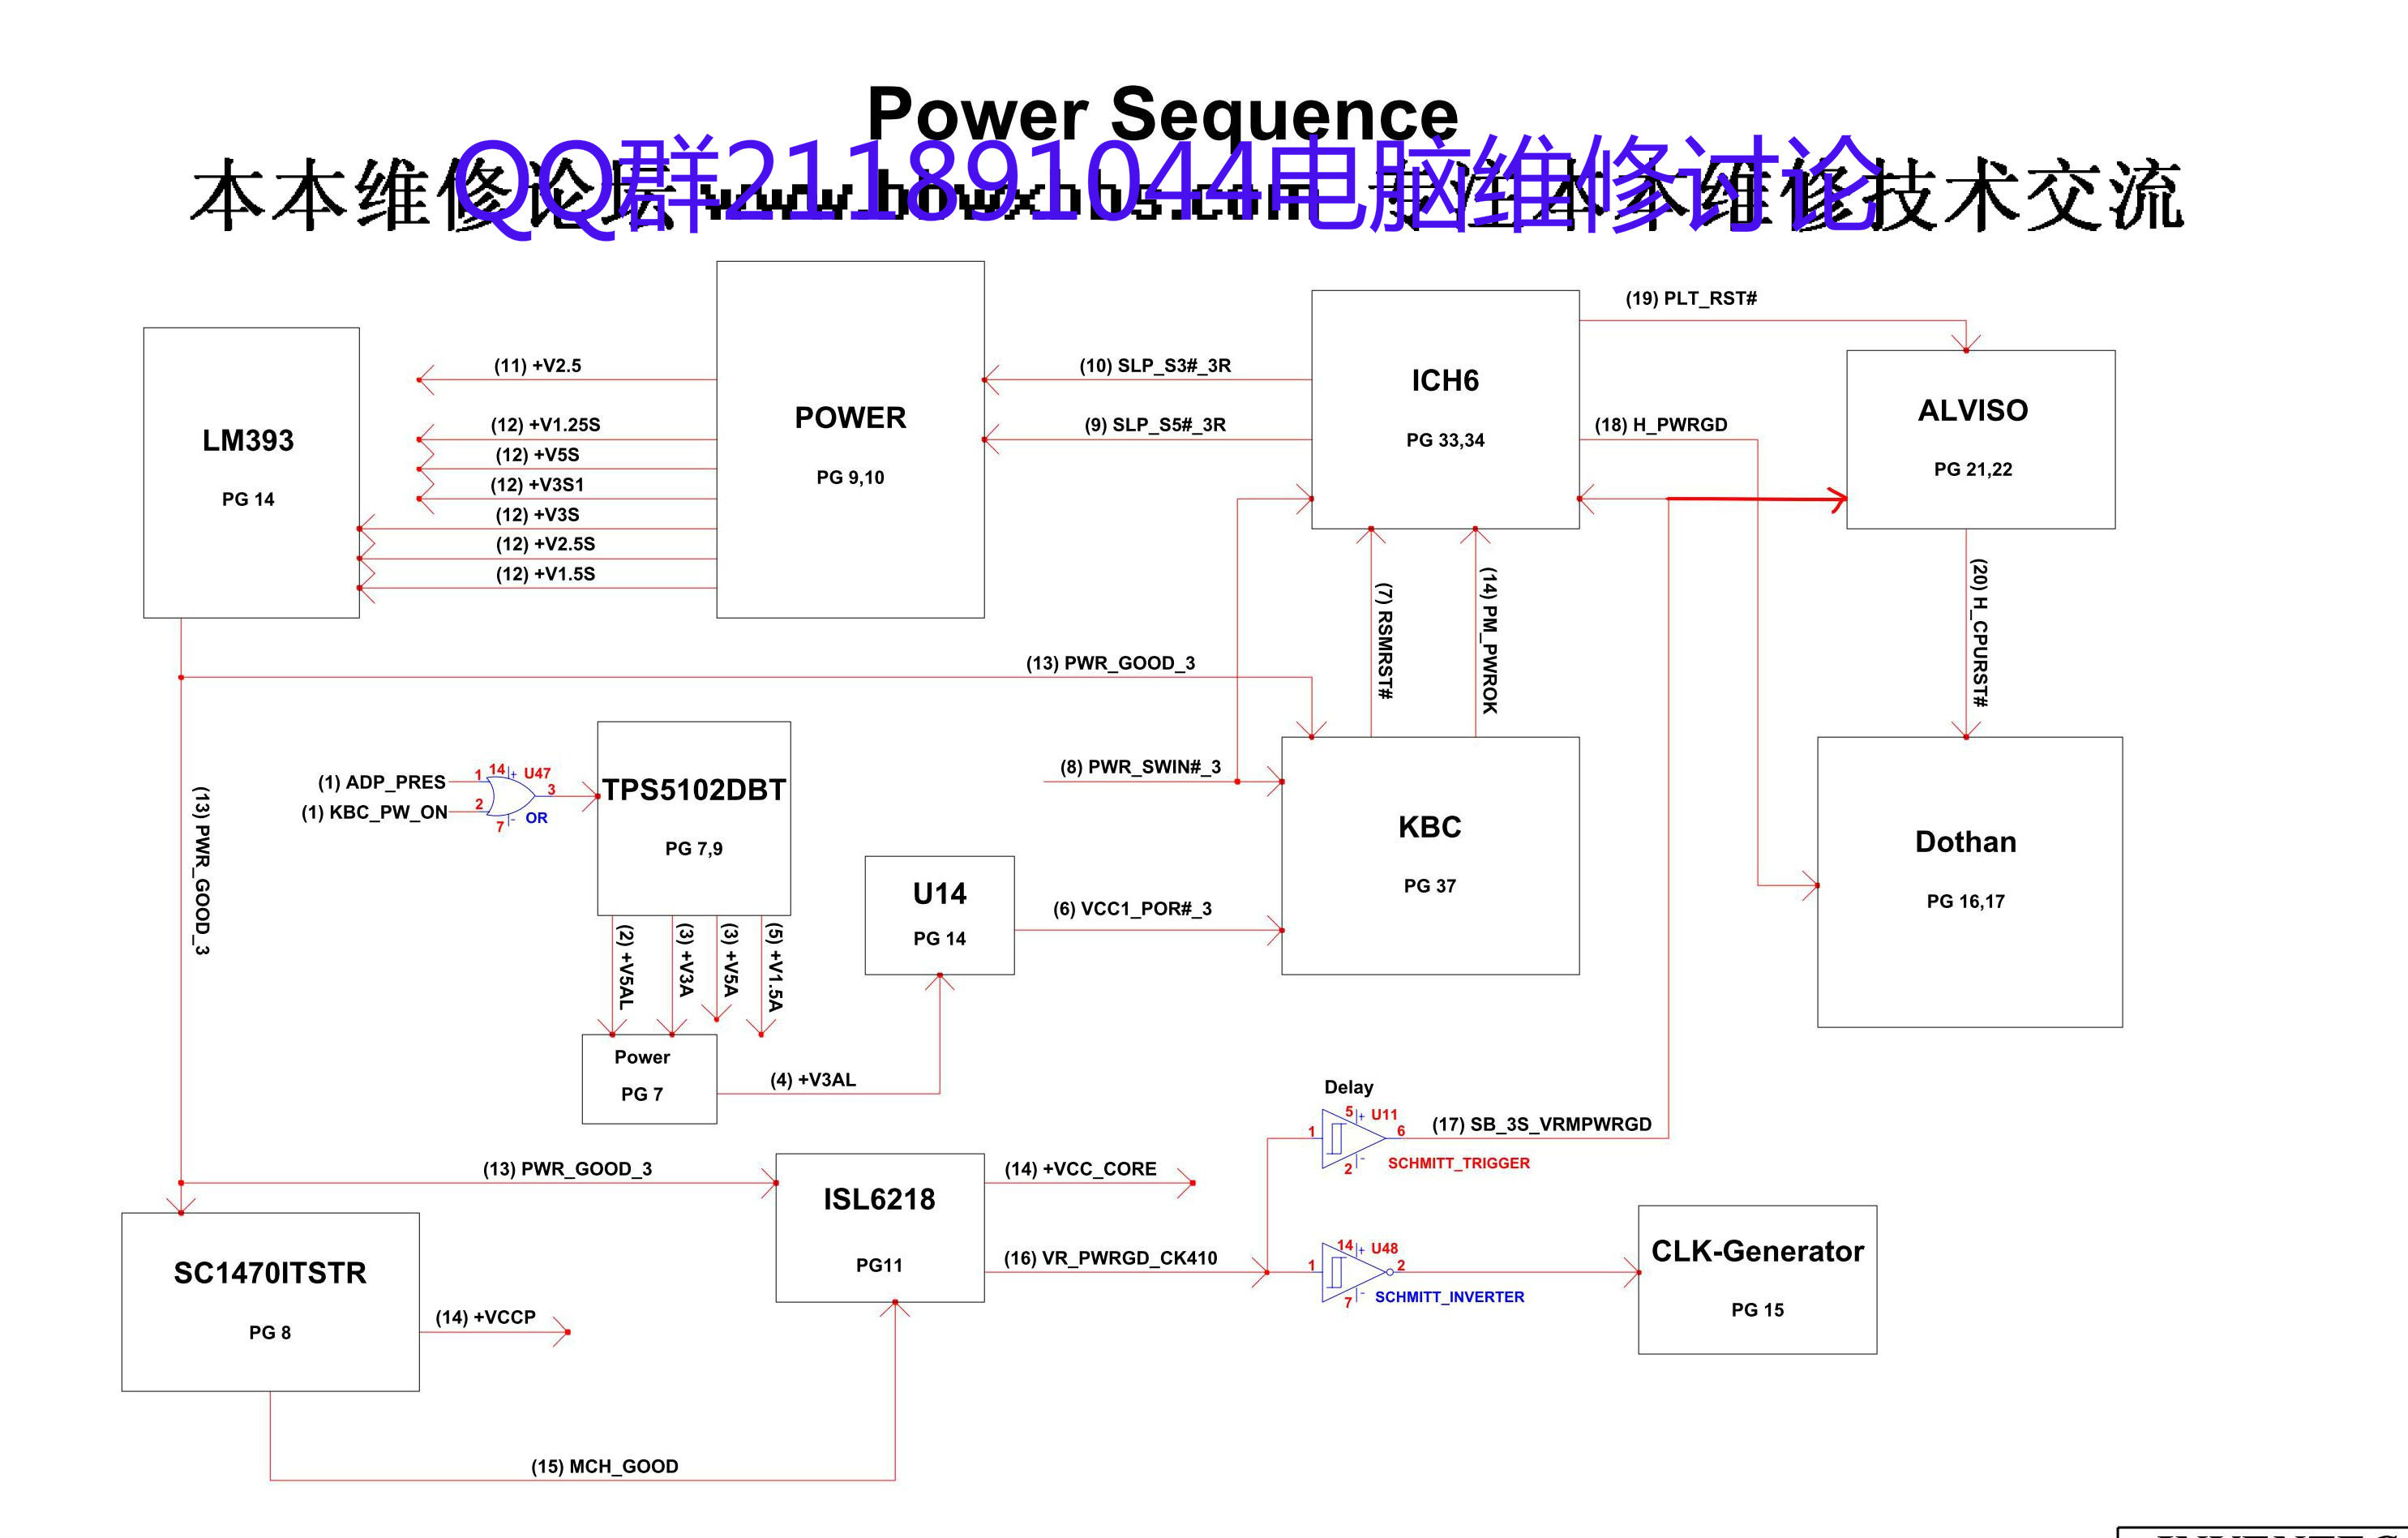 Power Sequence
本本维修论坛 www.bbwxbbs.com 专注本本维修技术交流
QQ群211891044电脑维修讨论
(19) PLT_RST#
(11) +V2.5
(10) SLP_S3#_3R
ICH6
PG 33,34
ALVISO
PG 21,22
LM393
PG 14
POWER
PG 9,10
(12) +V1.25S
(9) SLP_S5#_3R
(18) H_PWRGD
(12) +V5S
(12) +V3S1
(12) +V3S
(12) +V2.5S
(12) +V1.5S
(7) RSMRST#
(14) PM_PWROK
(20) H_CPURST#
(13) PWR_GOOD_3
(13) PWR_GOOD_3
(1) ADP_PRES
(1) KBC_PW_ON
1
2
14
+
U47
3
7
-
OR
TPS5102DBT
PG 7,9
(8) PWR_SWIN#_3
KBC
PG 37
Dothan
PG 16,17
U14
PG 14
(6) VCC1_POR#_3
(2) +V5AL
(3) +V3A
(3) +V5A
(5) +V1.5A
Power
PG 7
(4) +V3AL
Delay
5
+
U11
1
6
2
-
SCHMITT_TRIGGER
(17) SB_3S_VRMPWRGD
(13) PWR_GOOD_3
ISL6218
PG11
(14) +VCC_CORE
(16) VR_PWRGD_CK410
14
+
U48
1
2
7
-
SCHMITT_INVERTER
CLK-Generator
PG 15
SC1470ITSTR
PG 8
(14) +VCCP
(15) MCH_GOOD